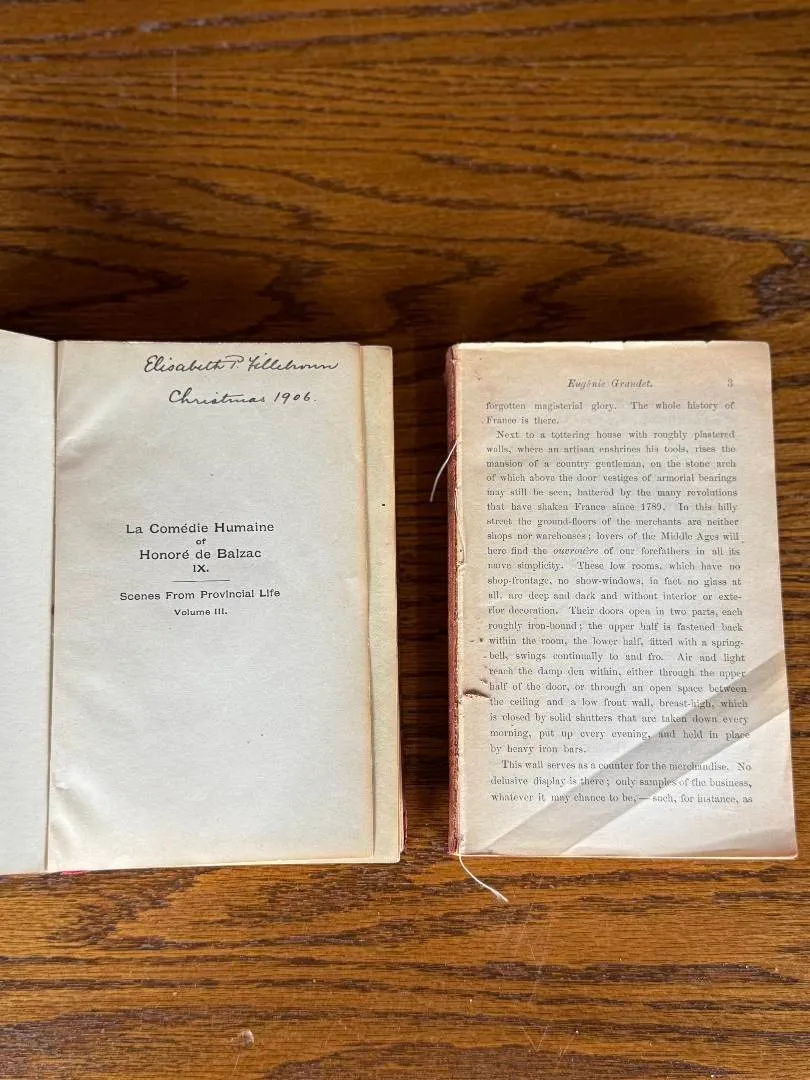 Elisabeth P.
Christmas 1906.
La Comédie Humaine
of
Honoré de Balzac
IX.
Scenes From Provincial Life
Volume III.
Eugénie Grandet. 3
forgotten magisterial glory. The whole history of
France is there.
Next to a tottering house with roughly plastered
walls, where an artisan enshrines his tools, rises the
mansion of a country gentleman, on the stone arch
of which above the door vestiges of armorial bearings
may still be seen, battered by the many revolutions
that have shaken France since 1789. In this hilly
street the ground-floors of the merchants are neither
shops nor warehouses; lovers of the Middle Ages will
here find the ouvrouère of our forefathers in all its
naïve simplicity. These low rooms, which have no
shop-frontage, no show-windows, in fact no glass at
all, are deep and dark and without interior or exte-
rior decoration. Their doors open in two parts, each
roughly iron-bound; the upper half is fastened back
within the room, the lower half, fitted with a spring-
bell, swings continually to and fro. Air and light
reach the damp den within, either through the upper
half of the door, or through an open space between
the ceiling and a low front wall, breast-high, which
is closed by solid shutters that are taken down every
morning, put up every evening, and held in place
by heavy iron bars.
This wall serves as a counter for the merchandise. No
delusive display is there; only samples of the business,
whatever it may chance to be,—such, for instance, as